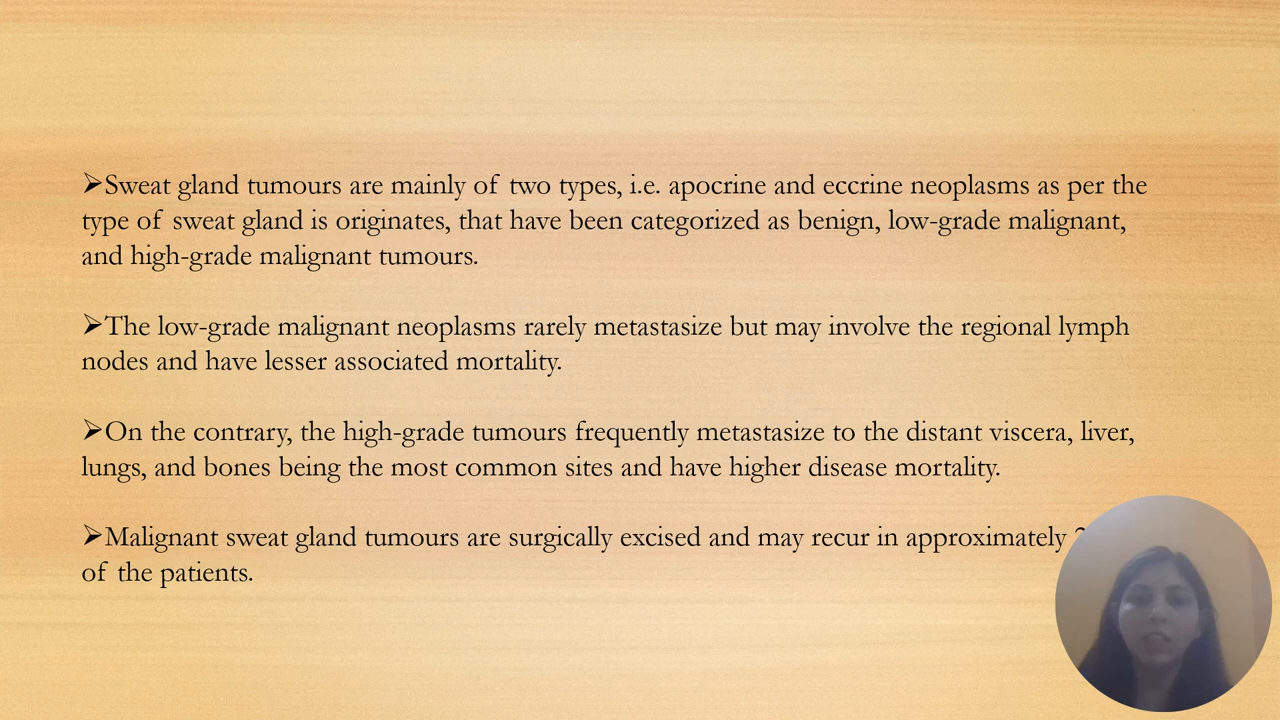 ➢Sweat gland tumours are mainly of two types, i.e. apocrine and eccrine neoplasms as per the
type of sweat gland is originates, that have been categorized as benign, low-grade malignant,
and high-grade malignant tumours.
➢The low-grade malignant neoplasms rarely metastasize but may involve the regional lymph
nodes and have lesser associated mortality.
➢On the contrary, the high-grade tumours frequently metastasize to the distant viscera, liver,
lungs, and bones being the most common sites and have higher disease mortality.
➢Malignant sweat gland tumours are surgically excised and may recur in approximately
of the patients.